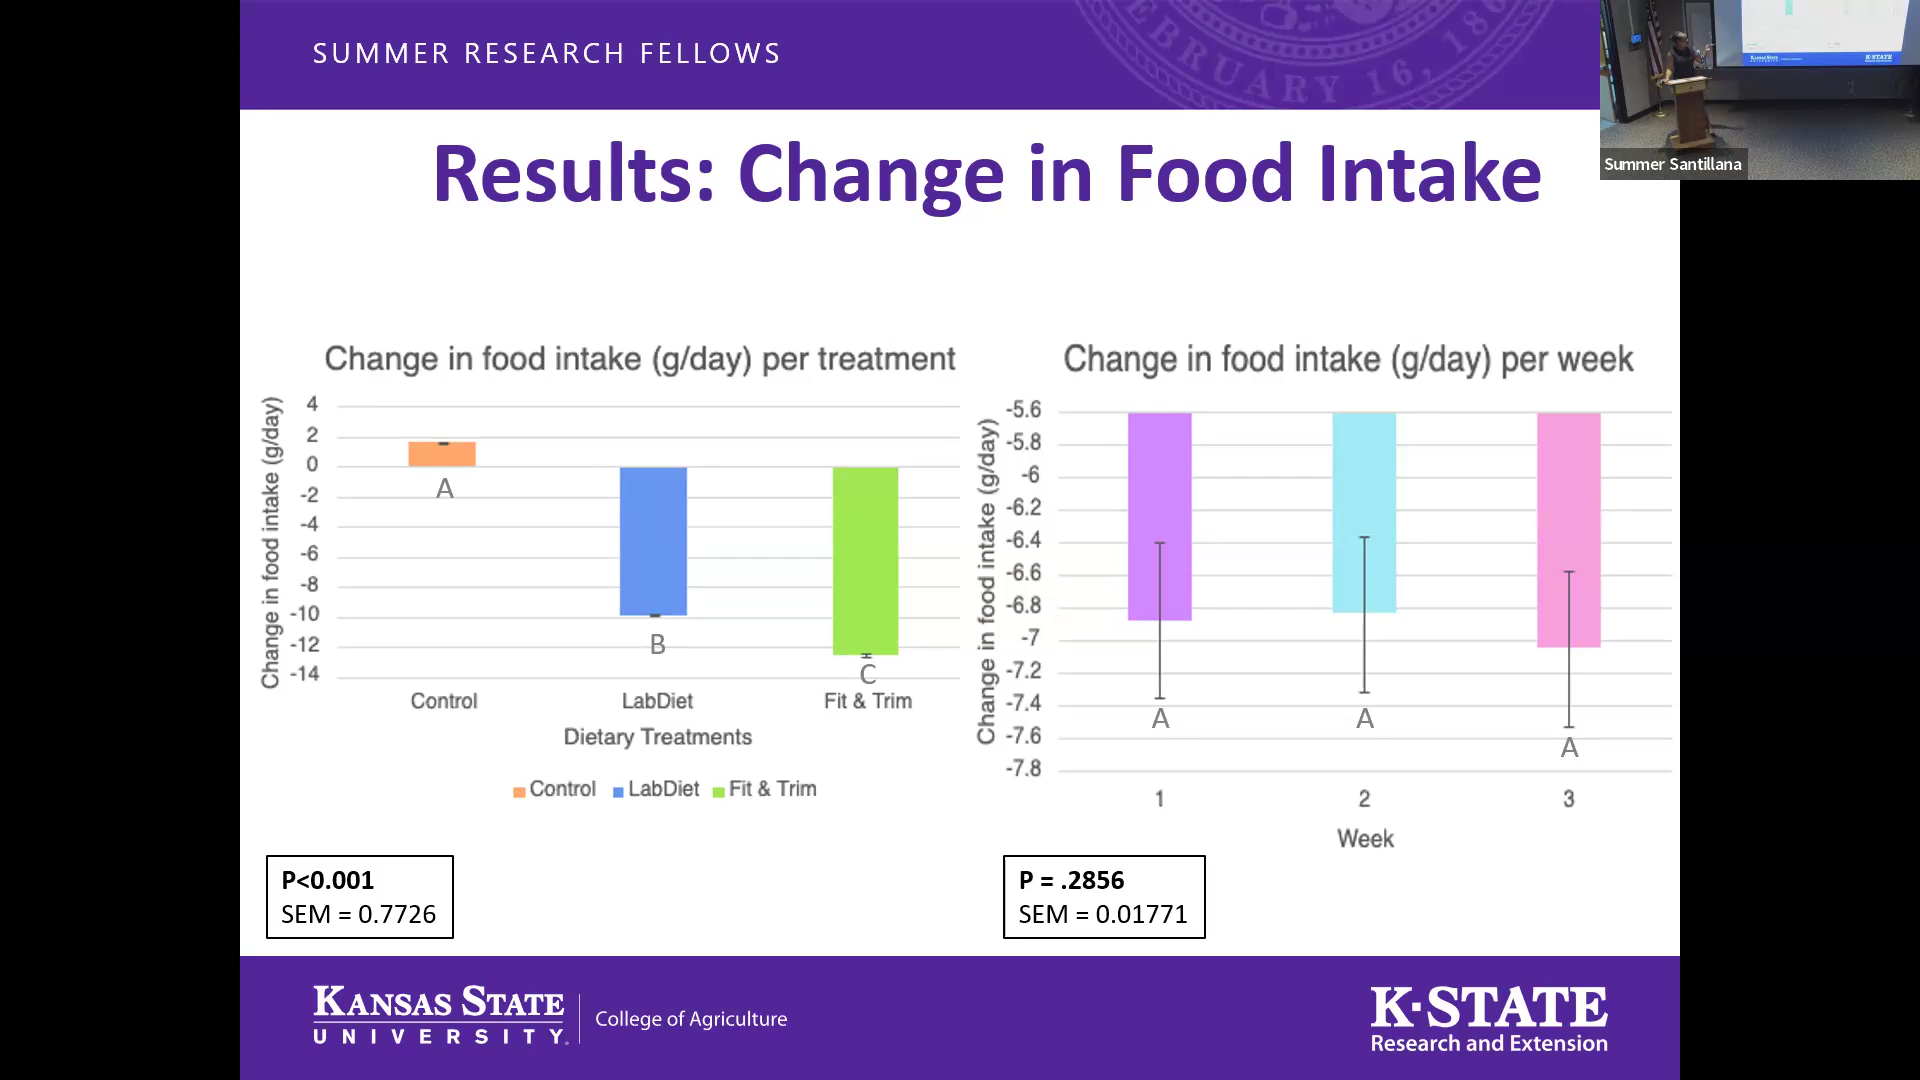 SUMMER RESEARCH FELLOWS
FEBRUARY 16, 186
Summer Santillana
Results: Change in Food Intake
Change in food intake (g/day) per treatment
Change in food intake (g/day)
4
2
0
-2
-4
-6
-8
-10
-12
-14
A
B
C
Control
LabDiet
Fit & Trim
Dietary Treatments
Control LabDiet Fit & Trim
Change in food intake (g/day) per week
Change in food intake (g/day)
-5.6
-5.8
-6
-6.2
-6.4
-6.6
-6.8
-7
-7.2
-7.4
-7.6
-7.8
A
A
A
1
2
3
Week
P<0.001
SEM = 0.7726
P = .2856
SEM = 0.01771
KANSAS STATE
UNIVERSITY.
College of Agriculture
K-STATE
Research and Extension